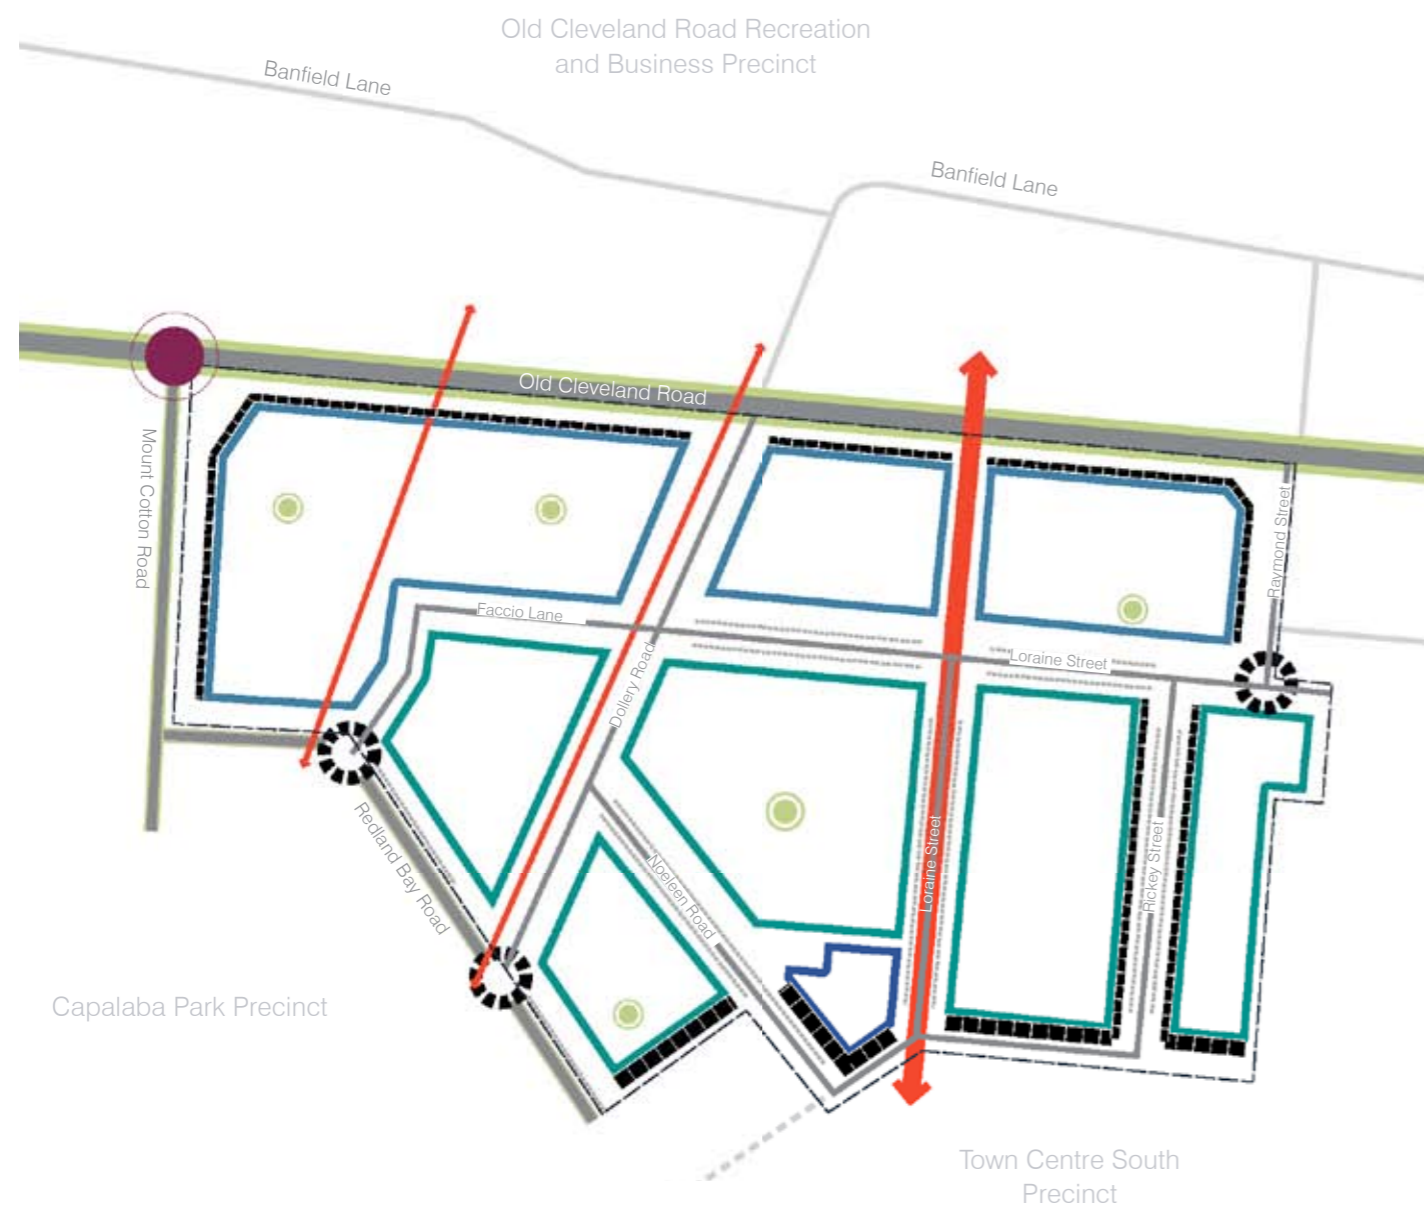 Old Cleveland Road Recreation
and Business Precinct
Banfield Lane
Banfield Lane
Old Cleveland Road
Mount Cotton Road
Raymond Street
Faccio Lane
Loraine Street
Dollery Road
Redland Bay Road
Noeleen Road
Loraine Street
Rickey Street
Capalaba Park Precinct
Town Centre South
Precinct